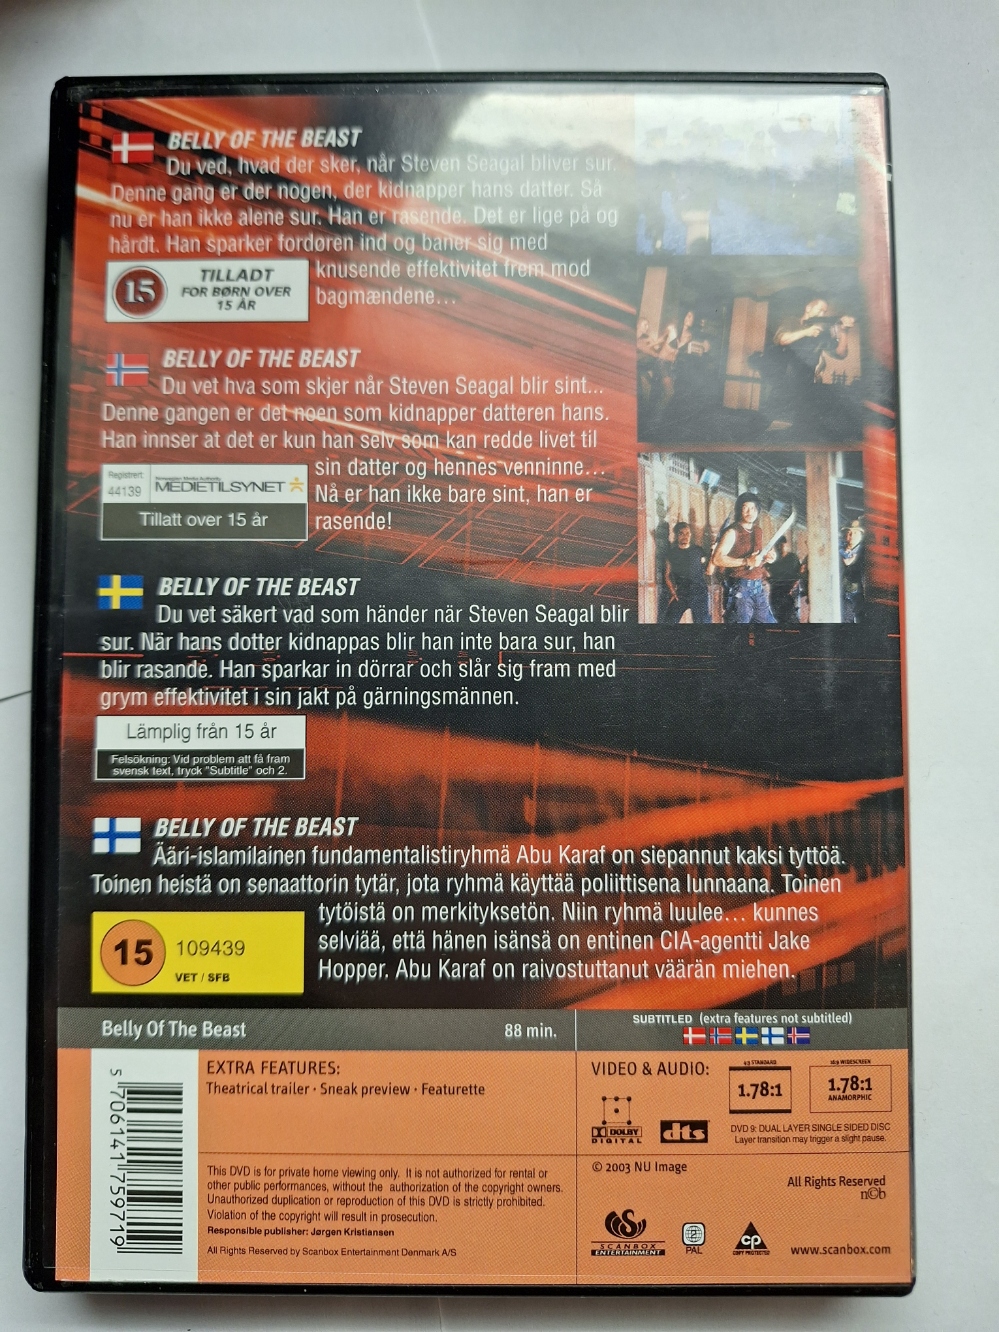 BELLY OF THE BEAST
Du ved, hvad der sker, når Steven Seagal bliver sur.
Denne gang er der nogen, der kidnapper hans datter. Så
nu er han ikke alene sur. Han er rasende. Det er lige på og
hårdt. Han sparker fordøren ind og baner sig med
knusende effektivitet frem mod
bagmændene...
15
TILLADT
FOR BØRN OVER
15 ÅR
BELLY OF THE BEAST
Du vet hva som skjer når Steven Seagal blir sint...
Denne gangen er det noen som kidnapper datteren hans.
Han innser at det er kun han selv som kan redde livet til
sin datter og hennes venninne...
Nå er han ikke bare sint, han er
rasende!
Registrert
44139
Norwegian Media Authority
MEDIETILSYNET
Tillatt over 15 år
BELLY OF THE BEAST
Du vet säkert vad som händer när Steven Seagal blir
sur. När hans dotter kidnappas blir han inte bara sur, han
blir rasande. Han sparkar in dörrar och slår sig fram med
grym effektivitet i sin jakt på gärningsmännen.
Lämplig från 15 år
Felsökning: Vid problem att få fram
svensk text, tryck "Subtitle" och 2.
BELLY OF THE BEAST
Ääri-islamilainen fundamentalistiryhmä Abu Karaf on siepannut kaksi tyttöä.
Toinen heistä on senaattorin tytär, jota ryhmä käyttää poliittisena lunnaana. Toinen
tytöistä on merkityksetön. Niin ryhmä luulee... kunnes
selviää, että hänen isänsä on entinen CIA-agentti Jake
Hopper. Abu Karaf on raivostuttanut väärän miehen.
15
109439
VET / SFB
Belly Of The Beast
88 min.
SUBTITLED (extra features not subtitled)
EXTRA FEATURES:
Theatrical trailer · Sneak preview · Featurette
VIDEO & AUDIO:
4:3 STANDARD
1.78:1
16:9 WIDESCREEN
1.78:1
ANAMORPHIC
DOLBY
DIGITAL
dts
DVD 9: DUAL LAYER SINGLE SIDED DISC
Layer transition may trigger a slight pause.
5 706141 759719
This DVD is for private home viewing only. It is not authorized for rental or
other public performances, without the authorization of the copyright owners.
Unauthorized duplication or reproduction of this DVD is strictly prohibited.
Violation of the copyright will result in prosecution.
Responsible publisher: Jørgen Kristiansen
All Rights Reserved by Scanbox Entertainment Denmark A/S
© 2003 NU Image
All Rights Reserved
n©b
SCANBOX
ENTERTAINMENT
2
PAL
CP
COPY PROTECTED
www.scanbox.com